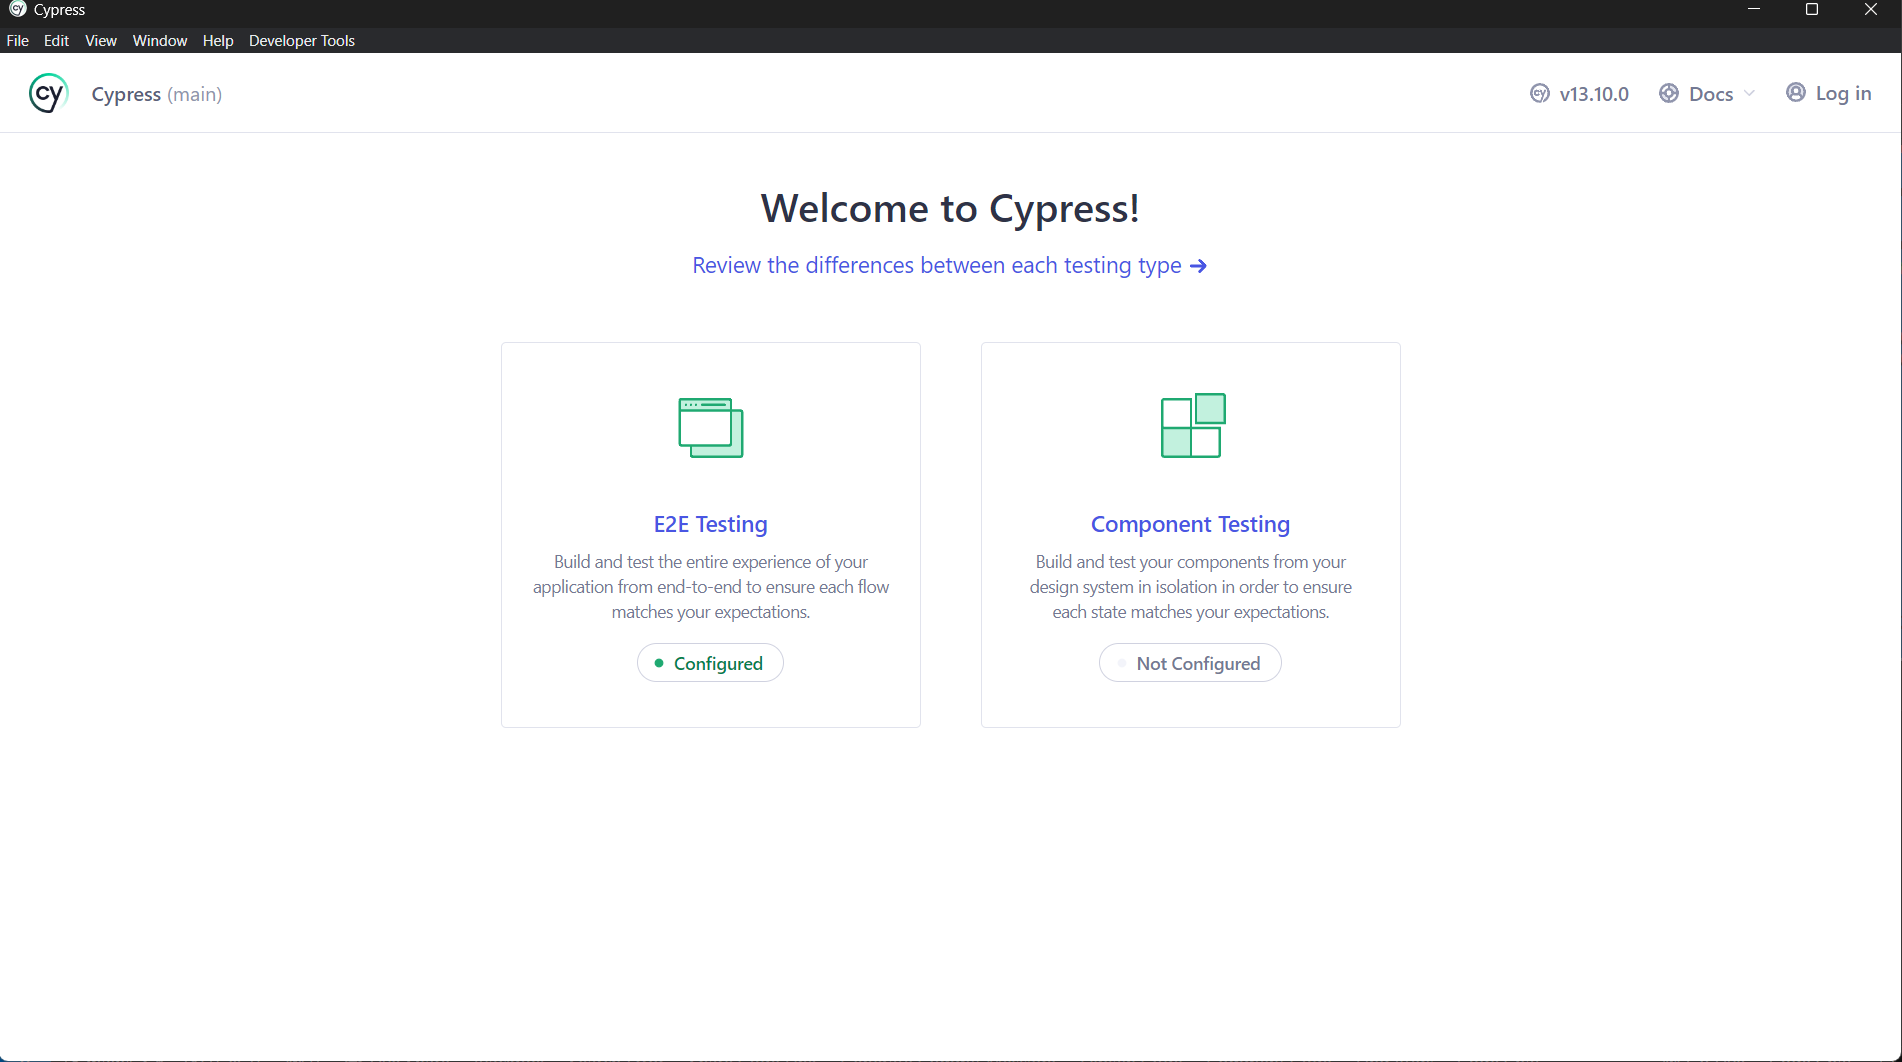 Cypress
File Edit View Window Help Developer Tools
cy Cypress (main)
v13.10.0 Docs Log in
Welcome to Cypress!
Review the differences between each testing type →
E2E Testing
Build and test the entire experience of your
application from end-to-end to ensure each flow
matches your expectations.
Configured
Component Testing
Build and test your components from your
design system in isolation in order to ensure
each state matches your expectations.
Not Configured